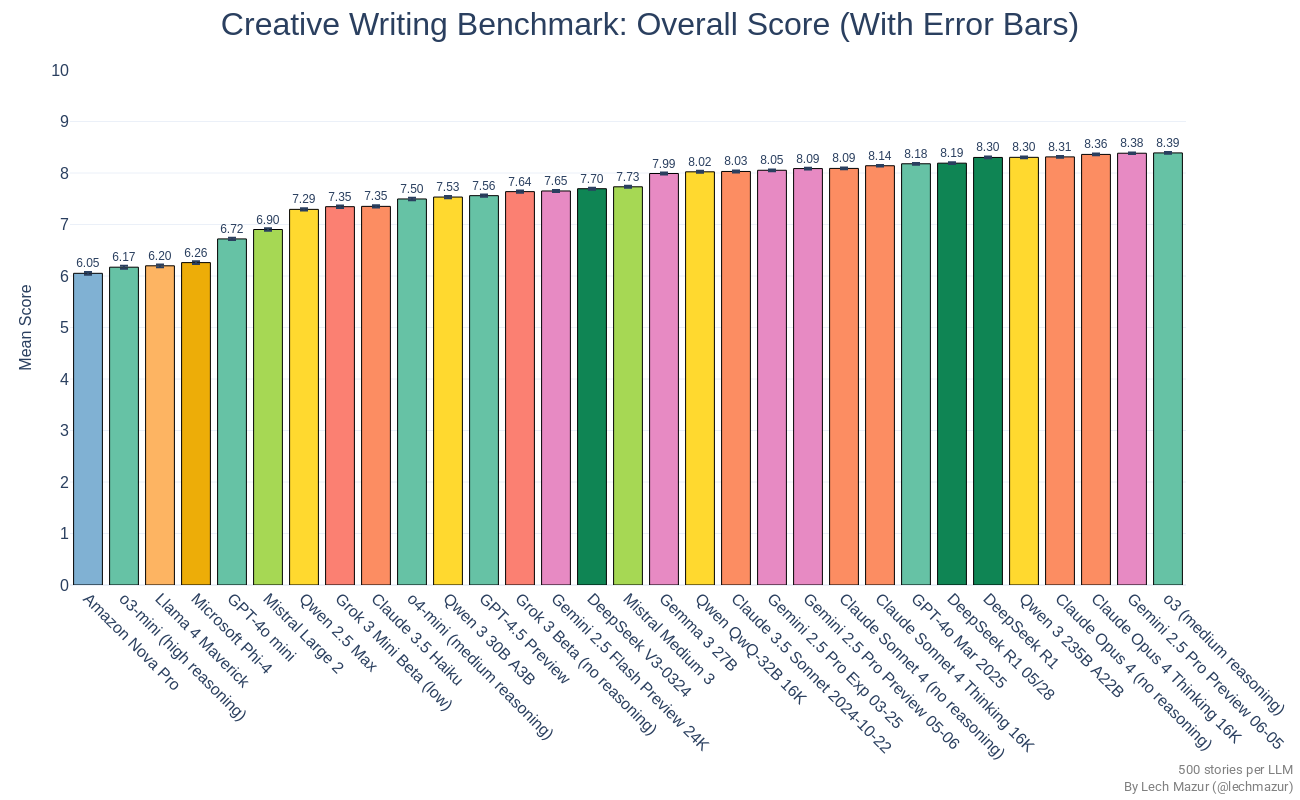 Creative Writing Benchmark: Overall Score (With Error Bars)
Mean Score
10
9
8
7
6
5
4
3
2
1
0
6.05
6.17
6.20
6.26
6.72
6.90
7.29
7.35
7.35
7.50
7.53
7.56
7.64
7.65
7.70
7.73
7.99
8.02
8.03
8.05
8.09
8.09
8.14
8.18
8.19
8.30
8.30
8.31
8.36
8.38
8.39
Amazon Nova Pro
o3-mini (high reasoning)
Llama 4 Maverick
Microsoft Phi-4
GPT-4o mini
Mistral Large 2
Qwen 2.5 Max
Grok 3 Mini Beta (low)
Claude 3.5 Haiku
o4-mini (medium reasoning)
Qwen 3 30B A3B
GPT-4.5 Preview
Grok 3 Beta (no reasoning)
Gemini 2.5 Flash Preview 24K
DeepSeek V3-0324
Mistral Medium 3
Gemma 3 27B
Qwen QwQ-32B 16K
Claude 3.5 Sonnet 2024-10-22
Gemini 2.5 Pro Exp 03-25
Gemini 2.5 Pro Preview 05-06
Claude Sonnet 4 (no reasoning)
Claude Sonnet 4 Thinking 16K
GPT-4o Mar 2025
DeepSeek R1 05/28
DeepSeek R1
Qwen 3 235B A22B
Claude Opus 4 (no reasoning)
Claude Opus 4 Thinking 16K
Gemini 2.5 Pro Preview 06-05
o3 (medium reasoning)
500 stories per LLM
By Lech Mazur (@lechmazur)